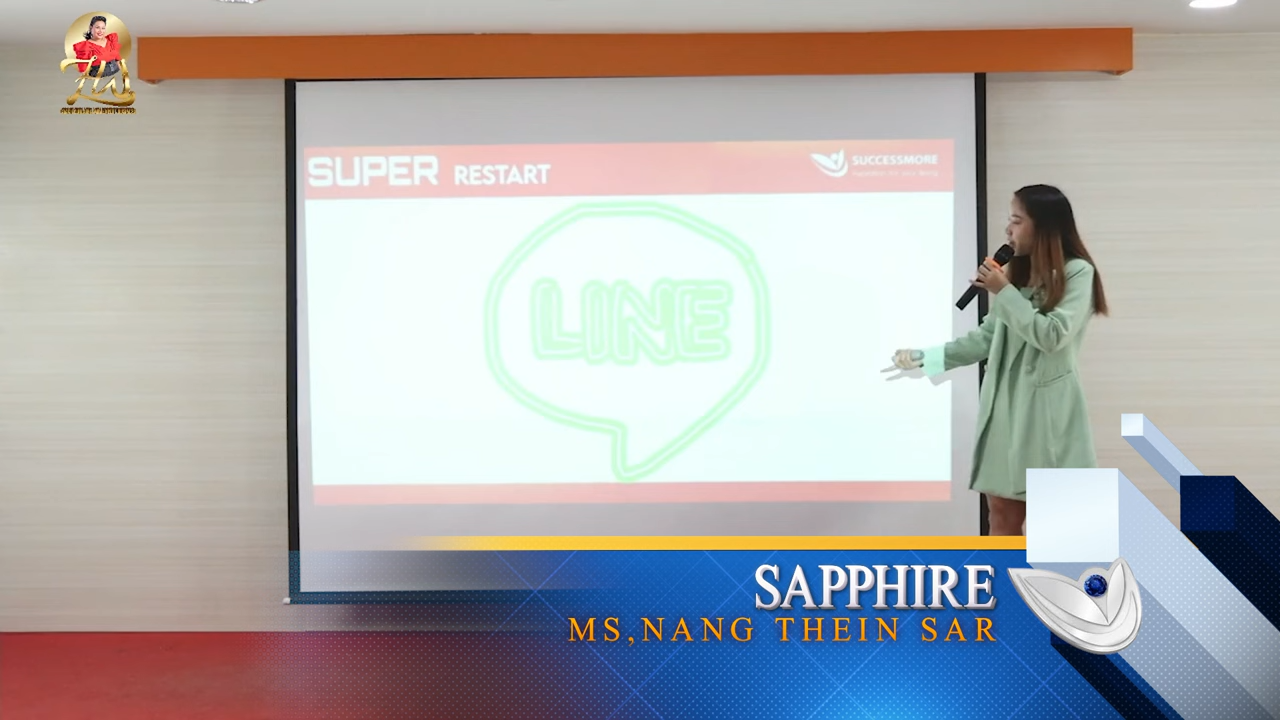 SUPER RESTART
SUCCESSMORE
LINE
SAPPHIRE
MS,NANG THEIN SAR